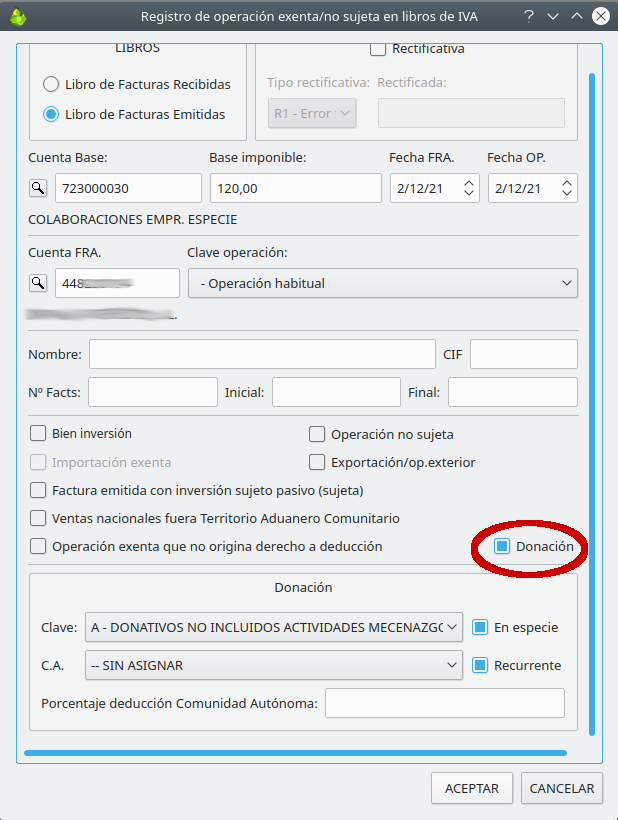 Registro de operación exenta/no sujeta en libros de IVA
LIBROS
Rectificativa
Libro de Facturas Recibidas
Libro de Facturas Emitidas
Tipo rectificativa: Rectificada:
R1 - Error
Cuenta Base: Base imponible: Fecha FRA. Fecha OP.
723000030 120,00 2/12/21 2/12/21
COLABORACIONES EMPR. ESPECIE
Cuenta FRA. Clave operación:
448 - Operación habitual
Nombre: CIF
Nº Facts: Inicial: Final:
Bien inversión Operación no sujeta
Importación exenta Exportación/op.exterior
Factura emitida con inversión sujeto pasivo (sujeta)
Ventas nacionales fuera Territorio Aduanero Comunitario
Operación exenta que no origina derecho a deducción Donación
Donación
Clave: A - DONATIVOS NO INCLUIDOS ACTIVIDADES MECENAZGO En especie
C.A. -- SIN ASIGNAR Recurrente
Porcentaje deducción Comunidad Autónoma:
ACEPTAR CANCELAR